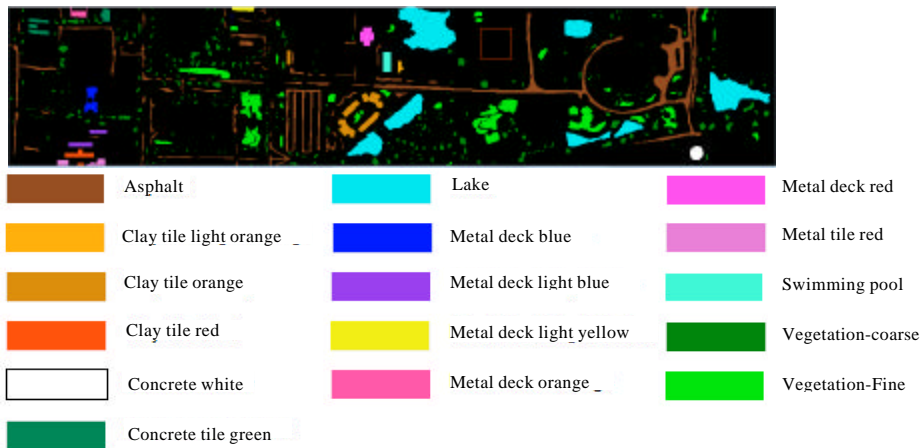 Asphalt
Lake
Metal deck red
Clay tile light orange
Metal deck blue
Metal tile red
Clay tile orange
Metal deck light blue
Swimming pool
Clay tile red
Metal deck light yellow
Vegetation-coarse
Concrete white
Metal deck orange
Vegetation-Fine
Concrete tile green